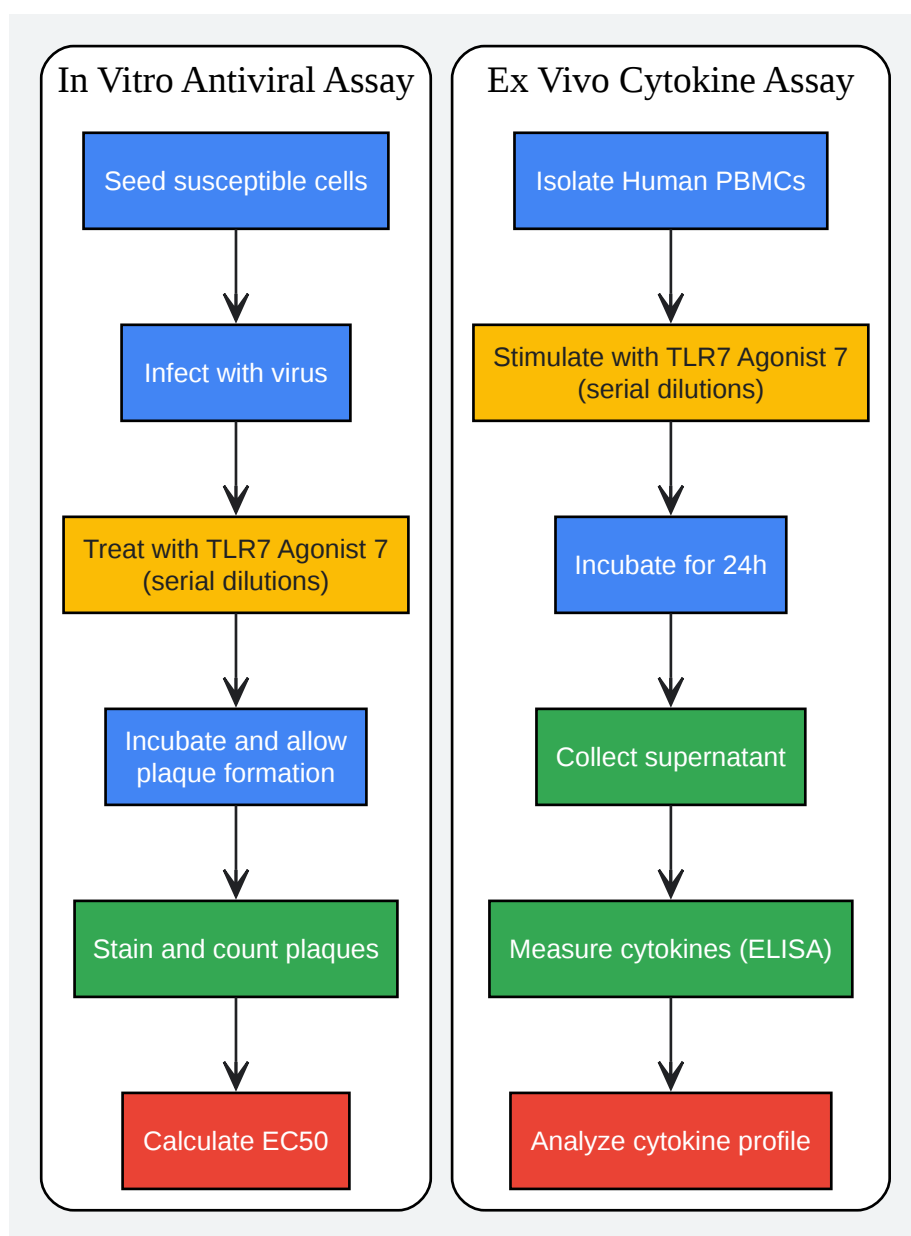 In Vitro Antiviral Assay
Seed susceptible cells
Infect with virus
Treat with TLR7 Agonist 7
(serial dilutions)
Incubate and allow
plaque formation
Stain and count plaques
Calculate EC50
Ex Vivo Cytokine Assay
Isolate Human PBMCs
Stimulate with TLR7 Agonist 7
(serial dilutions)
Incubate for 24h
Collect supernatant
Measure cytokines (ELISA)
Analyze cytokine profile